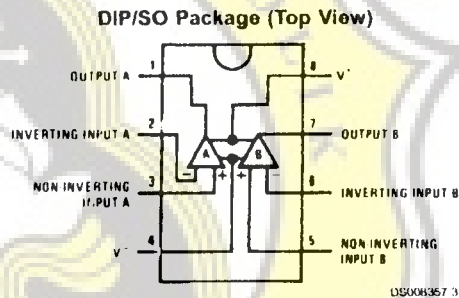 DIP/SO Package (Top View)
1
OUTPUT A
8
V+
2
INVERTING INPUT A
7
OUTPUT B
A
B
- + + -
3
NON-INVERTING
INPUT A
6
INVERTING INPUT B
4
V-
5
NON-INVERTING
INPUT B
DS008357 3